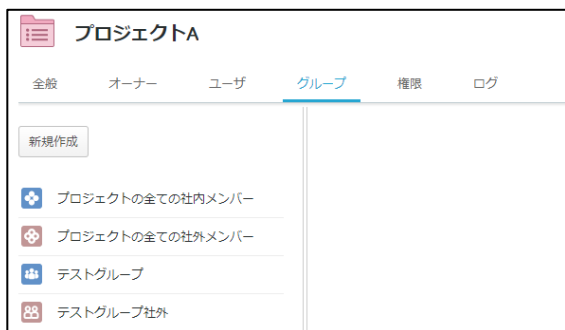 プロジェクトA
全般 オーナー ユーザ グループ 権限 ログ
新規作成
プロジェクトの全ての社内メンバー
プロジェクトの全ての社外メンバー
テストグループ
テストグループ社外